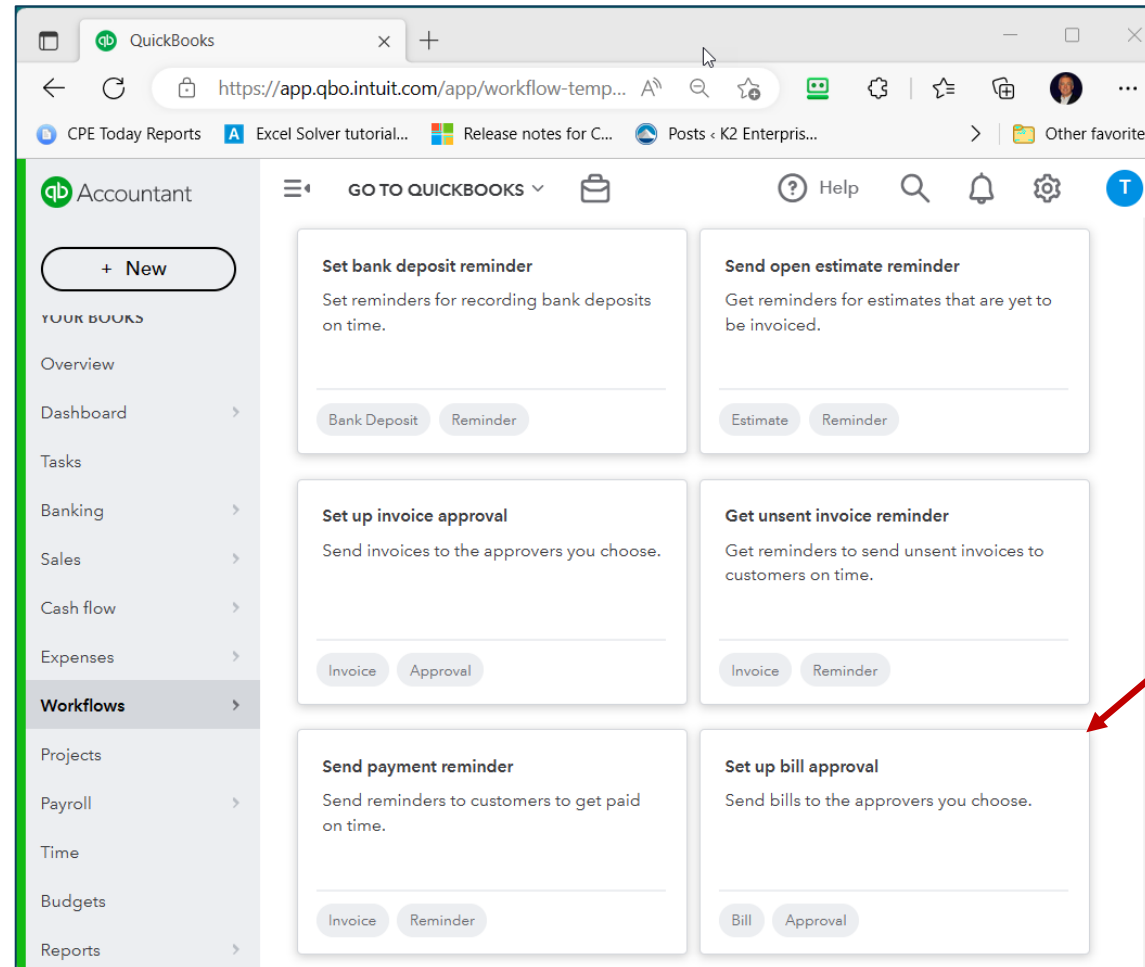 QuickBooks
https://app.qbo.intuit.com/app/workflow-temp...
CPE Today Reports
A Excel Solver tutorial...
Release notes for C...
Posts ‹ K2 Enterpris...
Other favorite
qb Accountant
GO TO QUICKBOOKS
Help
T
+ New
YOUR BOOKS
Overview
Dashboard
Tasks
Banking
Sales
Cash flow
Expenses
Workflows
Projects
Payroll
Time
Budgets
Reports
Set bank deposit reminder
Set reminders for recording bank deposits
on time.
Bank Deposit Reminder
Send open estimate reminder
Get reminders for estimates that are yet to
be invoiced.
Estimate Reminder
Set up invoice approval
Send invoices to the approvers you choose.
Invoice Approval
Get unsent invoice reminder
Get reminders to send unsent invoices to
customers on time.
Invoice Reminder
Send payment reminder
Send reminders to customers to get paid
on time.
Invoice Reminder
Set up bill approval
Send bills to the approvers you choose.
Bill Approval